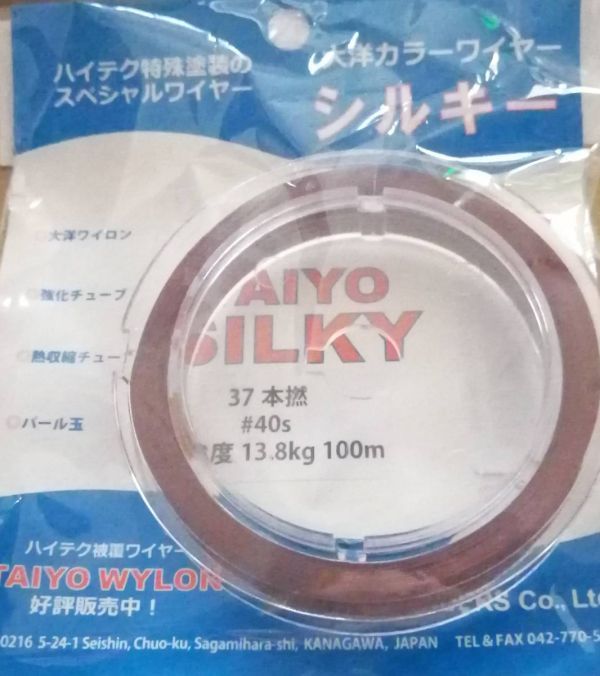 ハイテク特殊塗装の
スペシャルワイヤー
大洋カラーワイヤー
シルキー
大洋ワイロン
強化チューブ
熱収縮チュー
パール玉
AIYO
SILKY
37 本撚
#40s
度 13.8kg 100m
ハイテク被覆ワイヤー
TAIYO WYLON
好評販売中！
Co., Ltd
0216 5-24-1 Seishin, Chuo-ku, Sagamihara-shi, KANAGAWA, JAPAN TEL & FAX 042-770-5